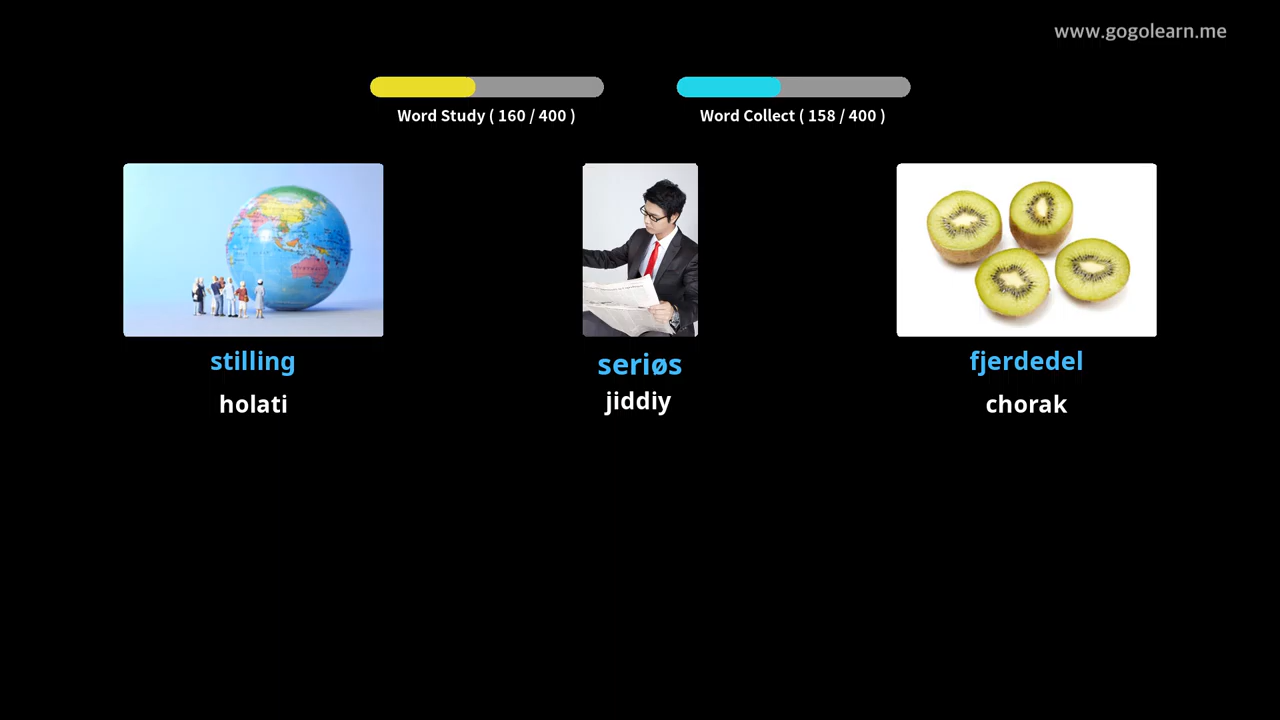 www.gogolearn.me
Word Study ( 160 / 400 )
Word Collect ( 158 / 400 )
stilling
holati
seriøs
jiddiy
fjerdedel
chorak